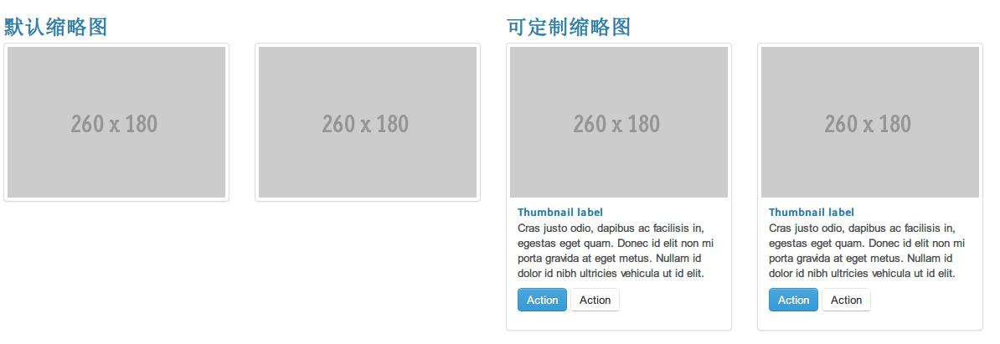 默认缩略图
260 x 180
260 x 180
可定制缩略图
260 x 180
Thumbnail label
Cras justo odio, dapibus ac facilisis in,
egestas eget quam. Donec id elit non mi
porta gravida at eget metus. Nullam id
dolor id nibh ultricies vehicula ut id elit.
Action Action
260 x 180
Thumbnail label
Cras justo odio, dapibus ac facilisis in,
egestas eget quam. Donec id elit non mi
porta gravida at eget metus. Nullam id
dolor id nibh ultricies vehicula ut id elit.
Action Action